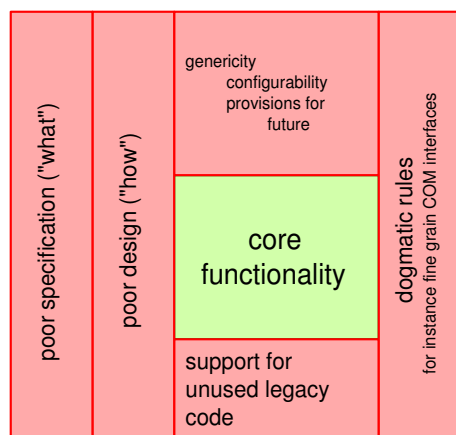 poor specification ("what")
poor design ("how")
genericity
configurability
provisions for
future
core
functionality
support for
unused legacy
code
dogmatic rules
for instance fine grain COM interfaces